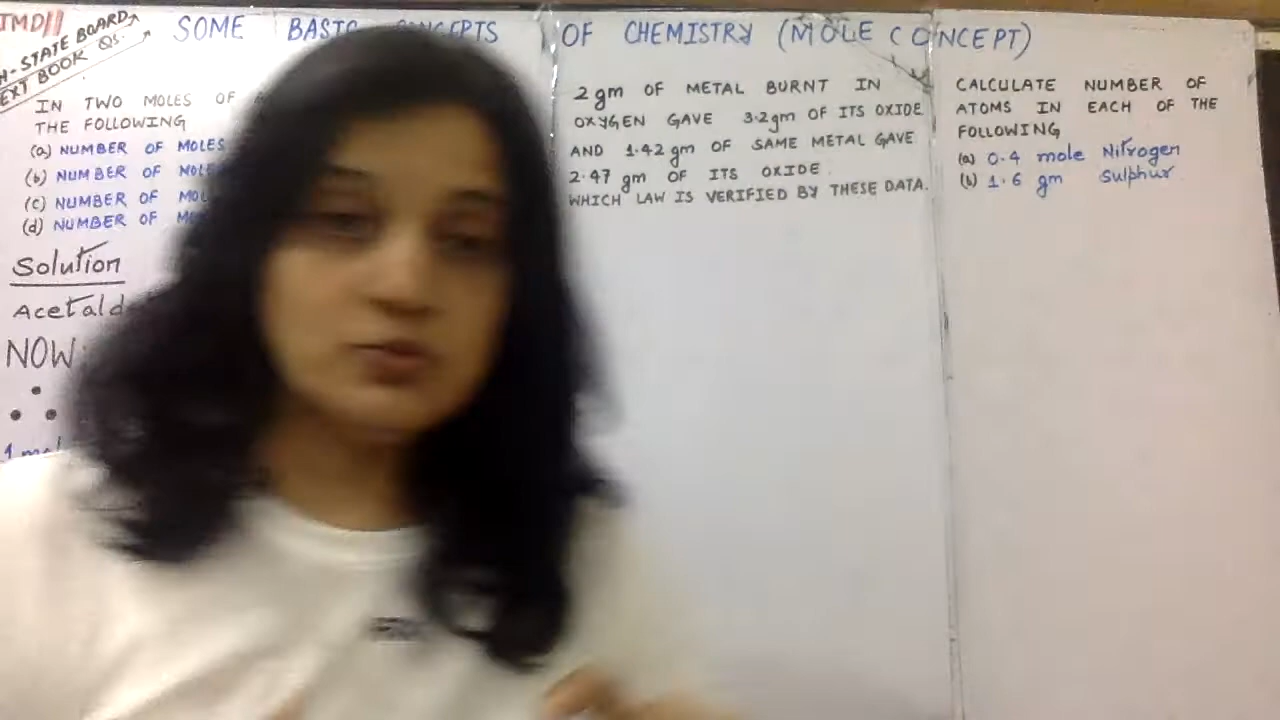 SOME BASIC CONCEPTS OF CHEMISTRY (MOLE CONCEPT)
STATE BOARD
BOOK QS.
IN TWO MOLES OF
THE FOLLOWING
(a) NUMBER OF MOLES
(b) NUMBER OF
(c) NUMBER OF
(d) NUMBER OF
Solution
NOW:
2 gm OF METAL BURNT IN
OXYGEN GAVE 3.2 gm OF ITS OXIDE
AND 1.42 gm OF SAME METAL GAVE
2.47 gm OF ITS OXIDE.
WHICH LAW IS VERIFIED BY THESE DATA.
CALCULATE NUMBER OF
ATOMS IN EACH OF THE
FOLLOWING
(a) 0.4 mole Nitrogen
(b) 1.6 gm Sulphur